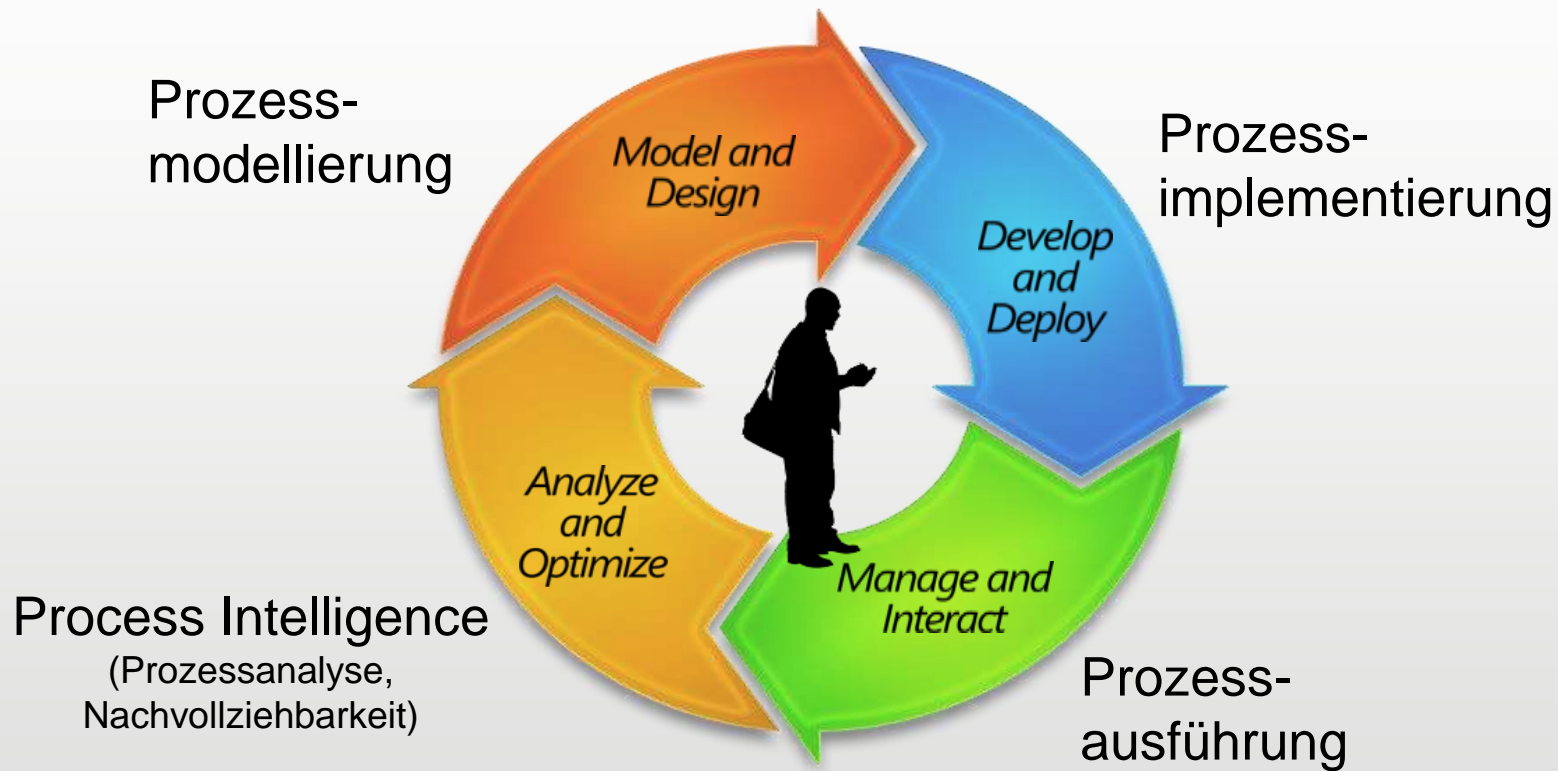 Prozess-
modellierung
Model and
Design
Prozess-
implementierung
Develop
and
Deploy
Analyze
and
Optimize
Manage and
Interact
Process Intelligence
(Prozessanalyse,
Nachvollziehbarkeit)
Prozess-
ausführung